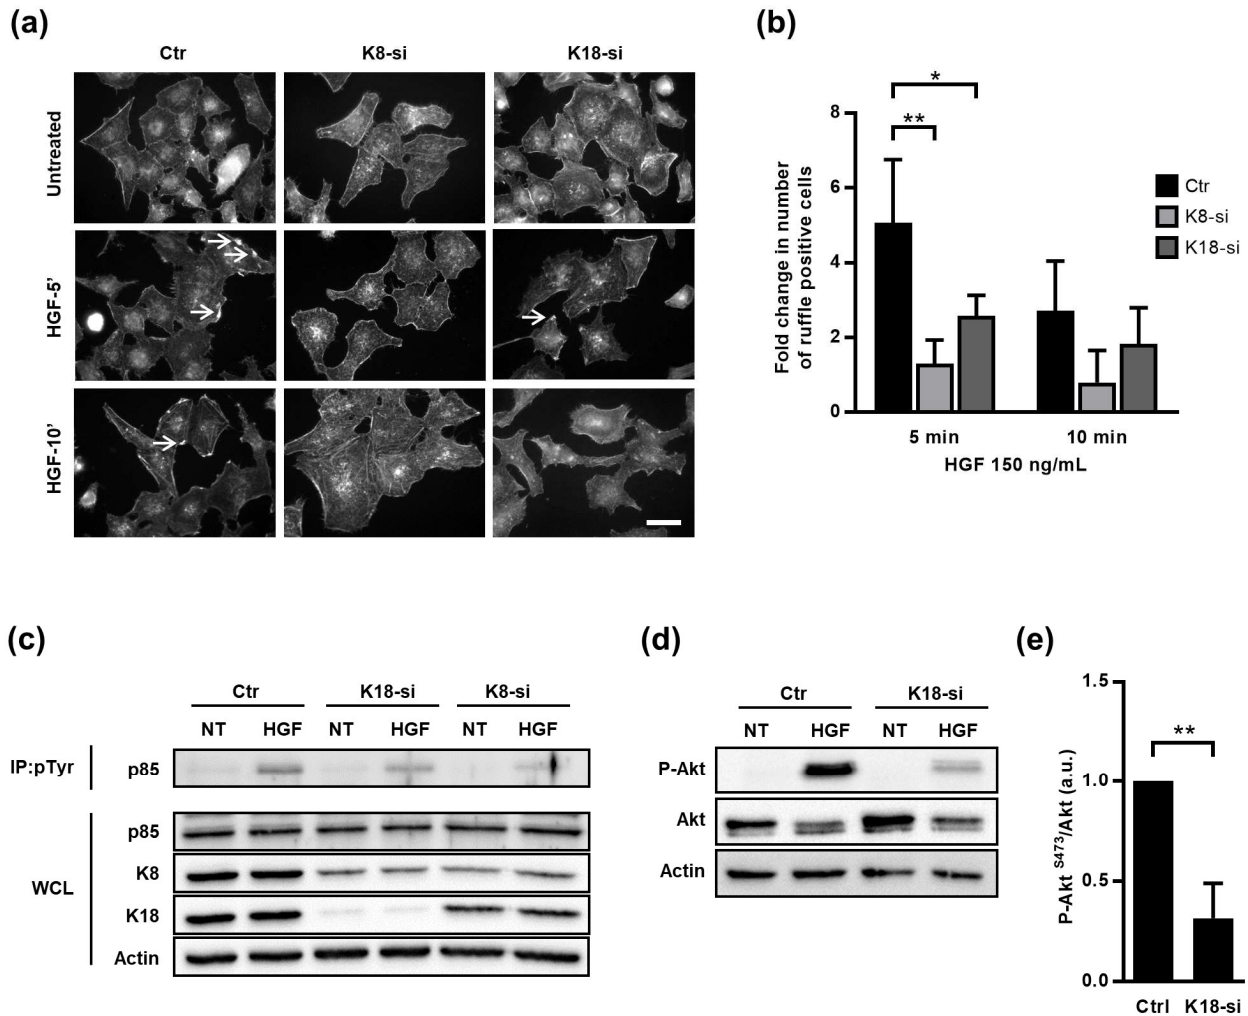 (a)
Ctr K8-si K18-si
Untreated
HGF-5’
HGF-10’
(b)
* 
**
8
6
4
2
0
Fold change in number
of ruffle positive cells
Ctr
K8-si
K18-si
5 min 10 min
HGF 150 ng/mL
(c)
Ctr K18-si K8-si
NT HGF NT HGF NT HGF
IP:pTyr p85
WCL
p85
K8
K18
Actin
(d)
Ctr K18-si
NT HGF NT HGF
P-Akt
Akt
Actin
(e)
1.5
**
1.0
0.5
0.0
P-Akt S473/Akt (a.u.)
Ctrl K18-si